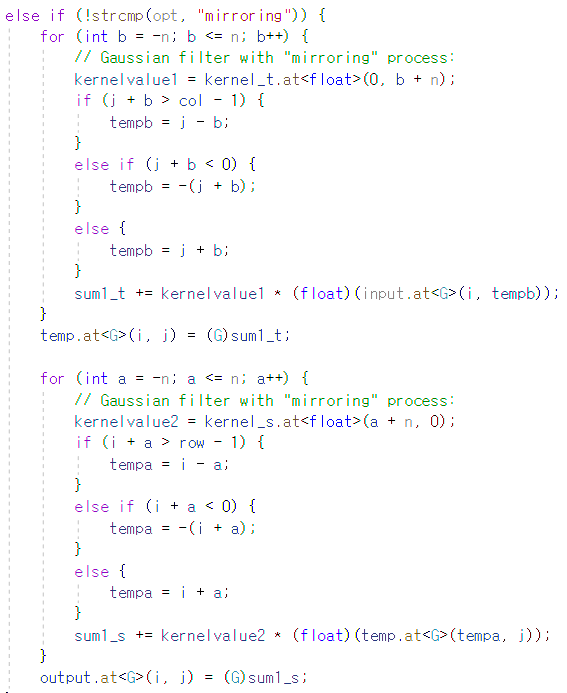 else if (!strcmp(opt, "mirroring")) {
    for (int b = -n; b <= n; b++) {
        // Gaussian filter with "mirroring" process:
        kernelvalue1 = kernel_t.at<float>(0, b + n);
        if (j + b > col - 1) {
            tempb = j - b;
        }
        else if (j + b < 0) {
            tempb = -(j + b);
        }
        else {
            tempb = j + b;
        }
        sum1_t += kernelvalue1 * (float)(input.at<G>(i, tempb));
    }
    temp.at<G>(i, j) = (G)sum1_t;

    for (int a = -n; a <= n; a++) {
        // Gaussian filter with "mirroring" process:
        kernelvalue2 = kernel_s.at<float>(a + n, 0);
        if (i + a > row - 1) {
            tempa = i - a;
        }
        else if (i + a < 0) {
            tempa = -(i + a);
        }
        else {
            tempa = i + a;
        }
        sum1_s += kernelvalue2 * (float)(temp.at<G>(tempa, j));
    }
    output.at<G>(i, j) = (G)sum1_s;